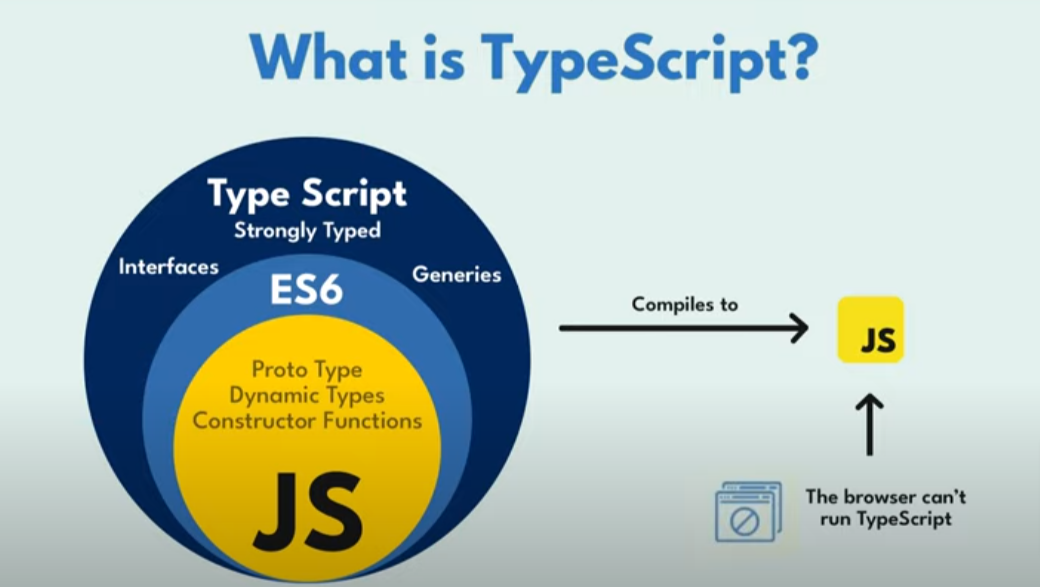 What is TypeScript?
Type Script
Strongly Typed
Interfaces
Generies
ES6
Proto Type
Dynamic Types
Constructor Functions
JS
Compiles to
JS
The browser can't
run TypeScript